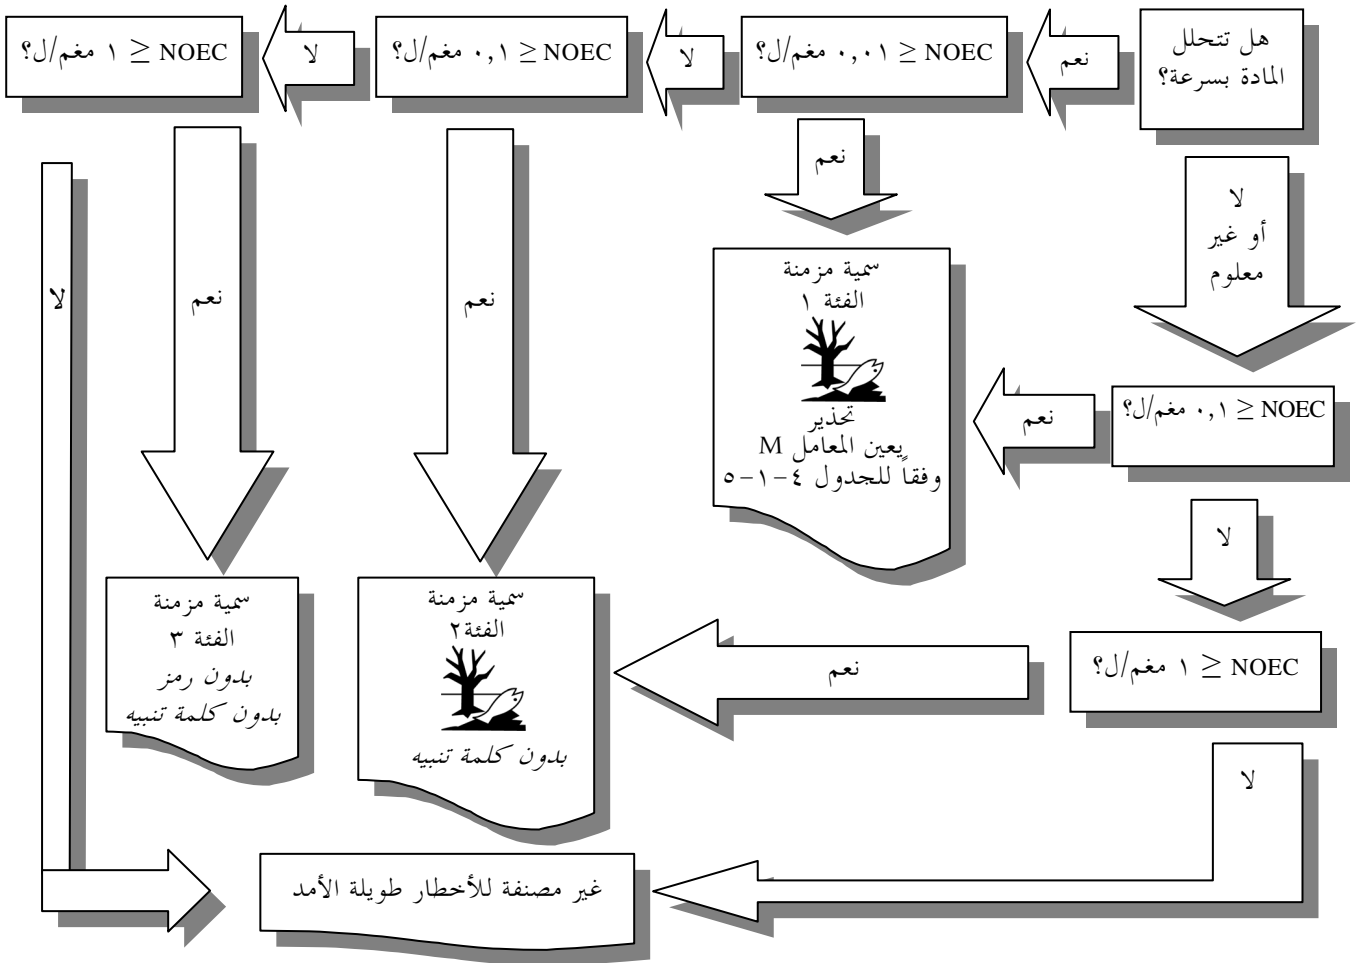 هل تتحلل
المادة بسرعة؟
نعم
NOEC ≤ ٠,٠١ مغم/ل؟
لا
NOEC ≤ ٠,١ مغم/ل؟
لا
NOEC ≤ ١ مغم/ل؟
لا
أو غير
معلوم
نعم
نعم
نعم
لا
سمية مزمنة
الفئة ١
تحذير
يعين المعامل M
وفقاً للجدول ٤-١-٥
NOEC ≤ ٠,١ مغم/ل؟
نعم
لا
NOEC ≤ ١ مغم/ل؟
نعم
سمية مزمنة
الفئة٢
بدون كلمة تنبيه
سمية مزمنة
الفئة ٣
بدون رمز
بدون كلمة تنبيه
لا
غير مصنفة للأخطار طويلة الأمد